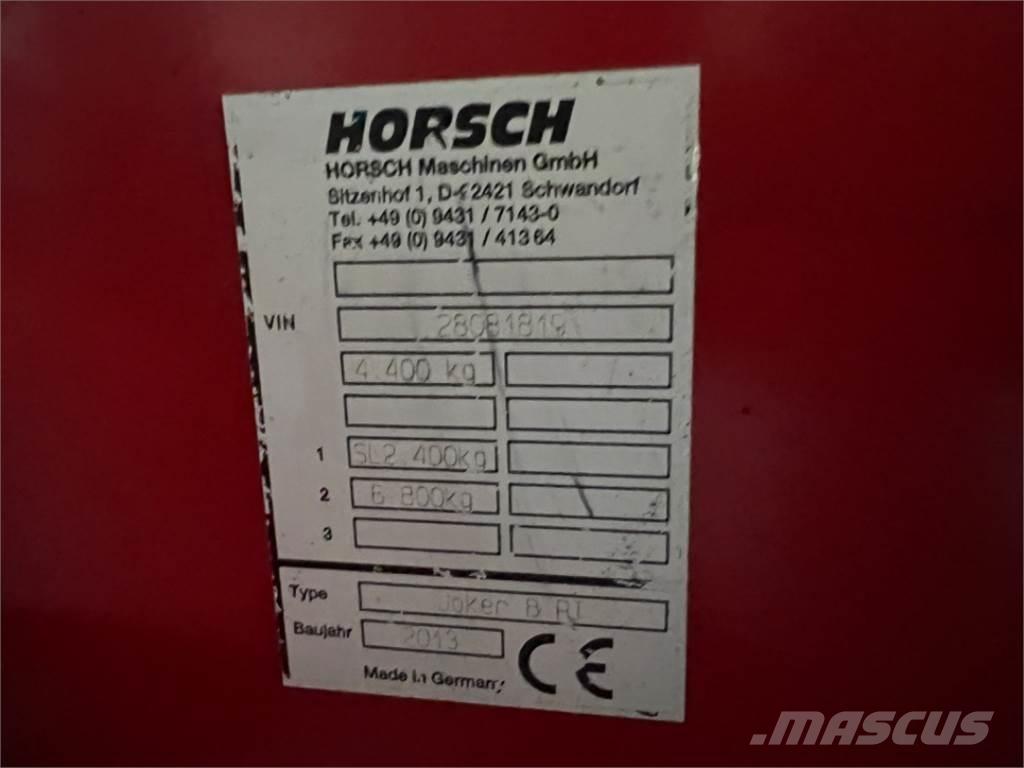 HORSCH
HORSCH Maschinen GmbH
Sitzenhof 1, D-92421 Schwandorf
Tel. +49 (0) 9431 / 7143-0
Fax +49 (0) 9431 / 41364
VIN 28081819
4.400 kg
1 SL2.400kg
2 6.800kg
3
Type Joker 8 RT
Baujahr 2013
CE
Made in Germany
.MASCUS